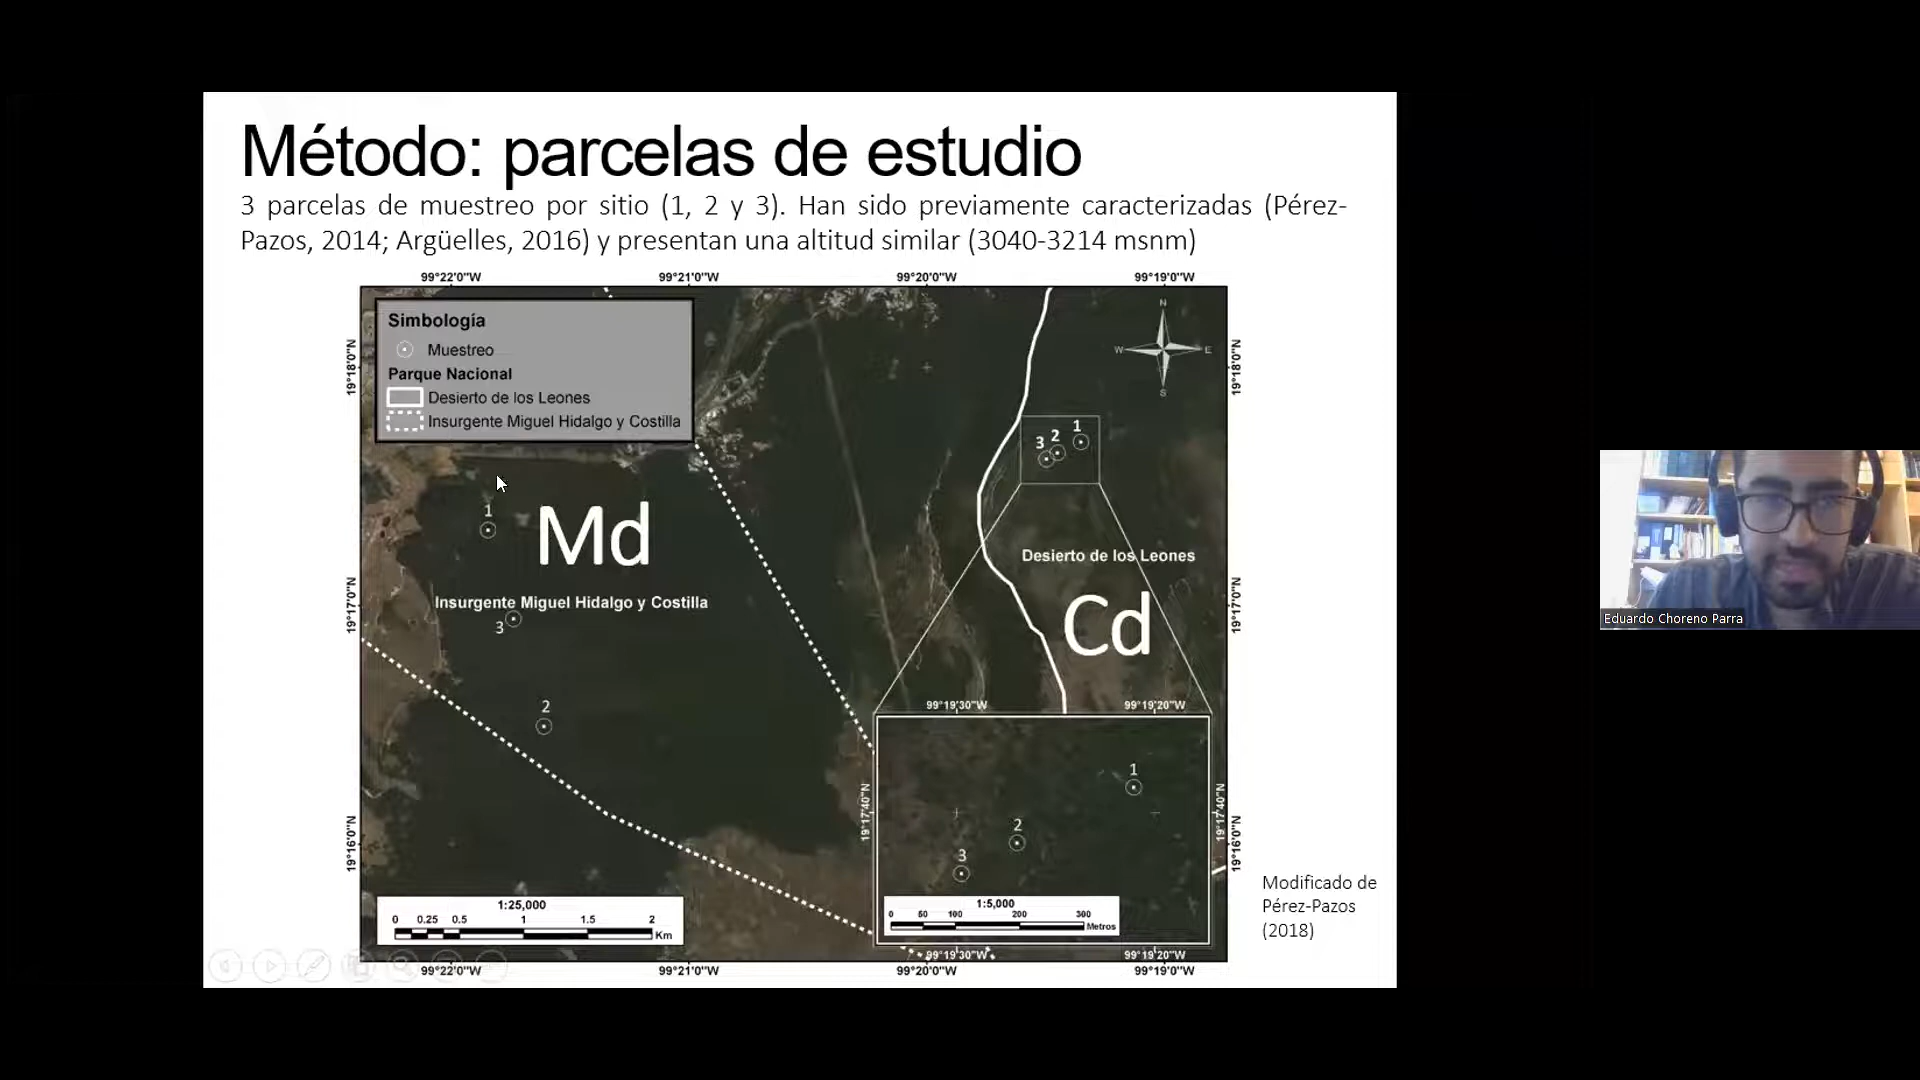 Método: parcelas de estudio
3 parcelas de muestreo por sitio (1, 2 y 3). Han sido previamente caracterizadas (Pérez-
Pazos, 2014; Argüelles, 2016) y presentan una altitud similar (3040-3214 msnm)
99°22'0"W 99°21'0"W 99°20'0"W 99°19'0"W
Simbología
Muestreo
Parque Nacional
Desierto de los Leones
Insurgente Miguel Hidalgo y Costilla
19°18'0"N
19°17'0"N
19°16'0"N
N
W E
S
19°18'0"N
19°17'0"N
19°16'0"N
3 2 1
1
Md
Insurgente Miguel Hidalgo y Costilla
3
2
Desierto de los Leones
Cd
99°19'30"W 99°19'20"W
19°17'40"N
19°17'40"N
1
2
3
1:5,000
0 50 100 200 300
Metros
99°19'30"W 99°19'20"W
1:25,000
0 0.25 0.5 1 1.5 2
Km
99°22'0"W 99°21'0"W 99°20'0"W 99°19'0"W
Modificado de
Pérez-Pazos
(2018)
Eduardo Choreno Parra